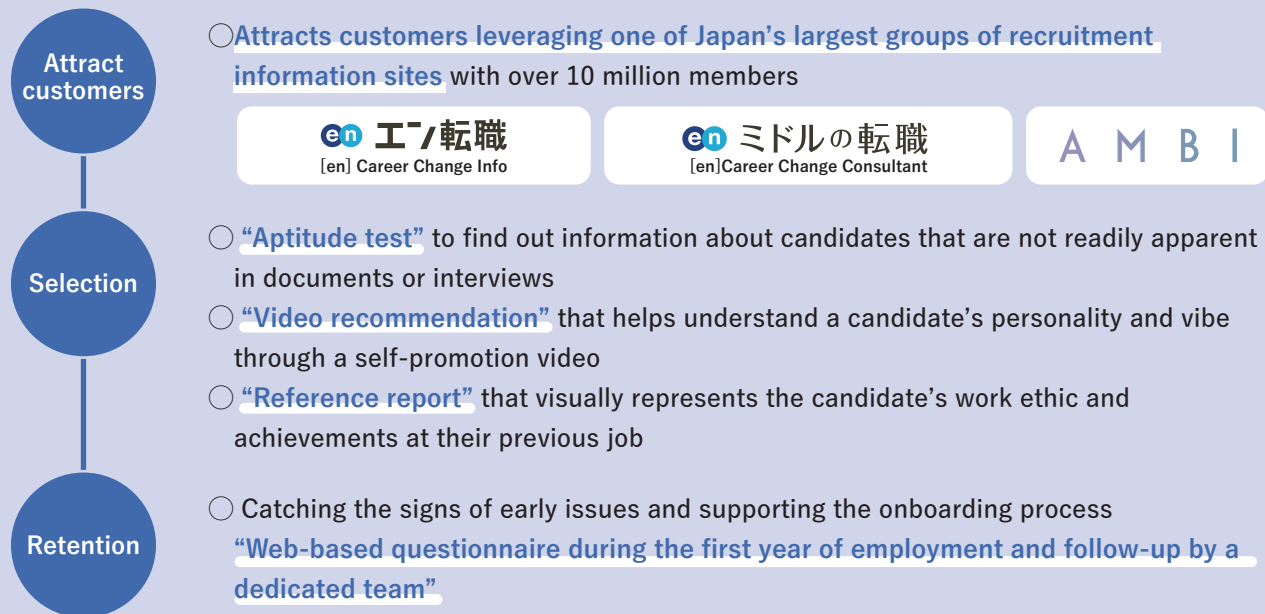 Attract
customers
○Attracts customers leveraging one of Japan’s largest groups of recruitment
information sites with over 10 million members
en エン転職
[en] Career Change Info
en ミドルの転職
[en]Career Change Consultant
AMBI
Selection
○ “Aptitude test” to find out information about candidates that are not readily apparent
in documents or interviews
○ “Video recommendation” that helps understand a candidate’s personality and vibe
through a self-promotion video
○ “Reference report” that visually represents the candidate’s work ethic and
achievements at their previous job
Retention
○ Catching the signs of early issues and supporting the onboarding process
“Web-based questionnaire during the first year of employment and follow-up by a
dedicated team”